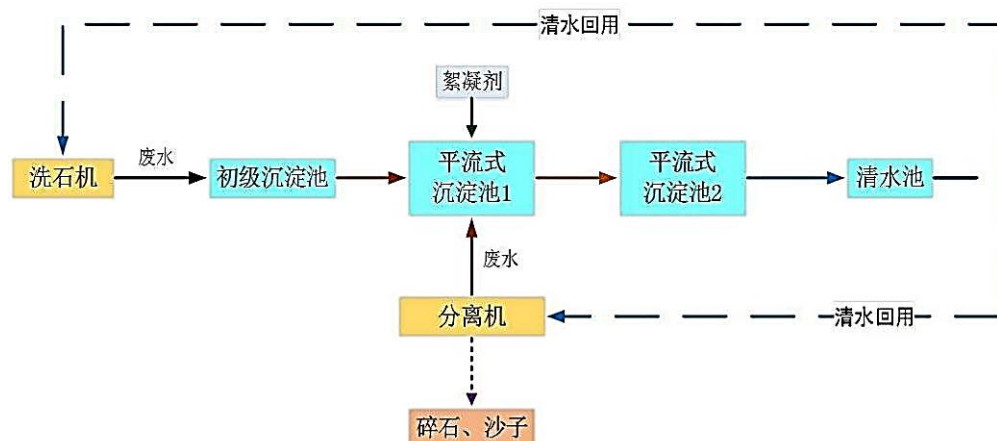 清水回用
絮凝剂
洗石机
废水
初级沉淀池
平流式
沉淀池1
平流式
沉淀池2
清水池
废水
分离机
清水回用
碎石、沙子